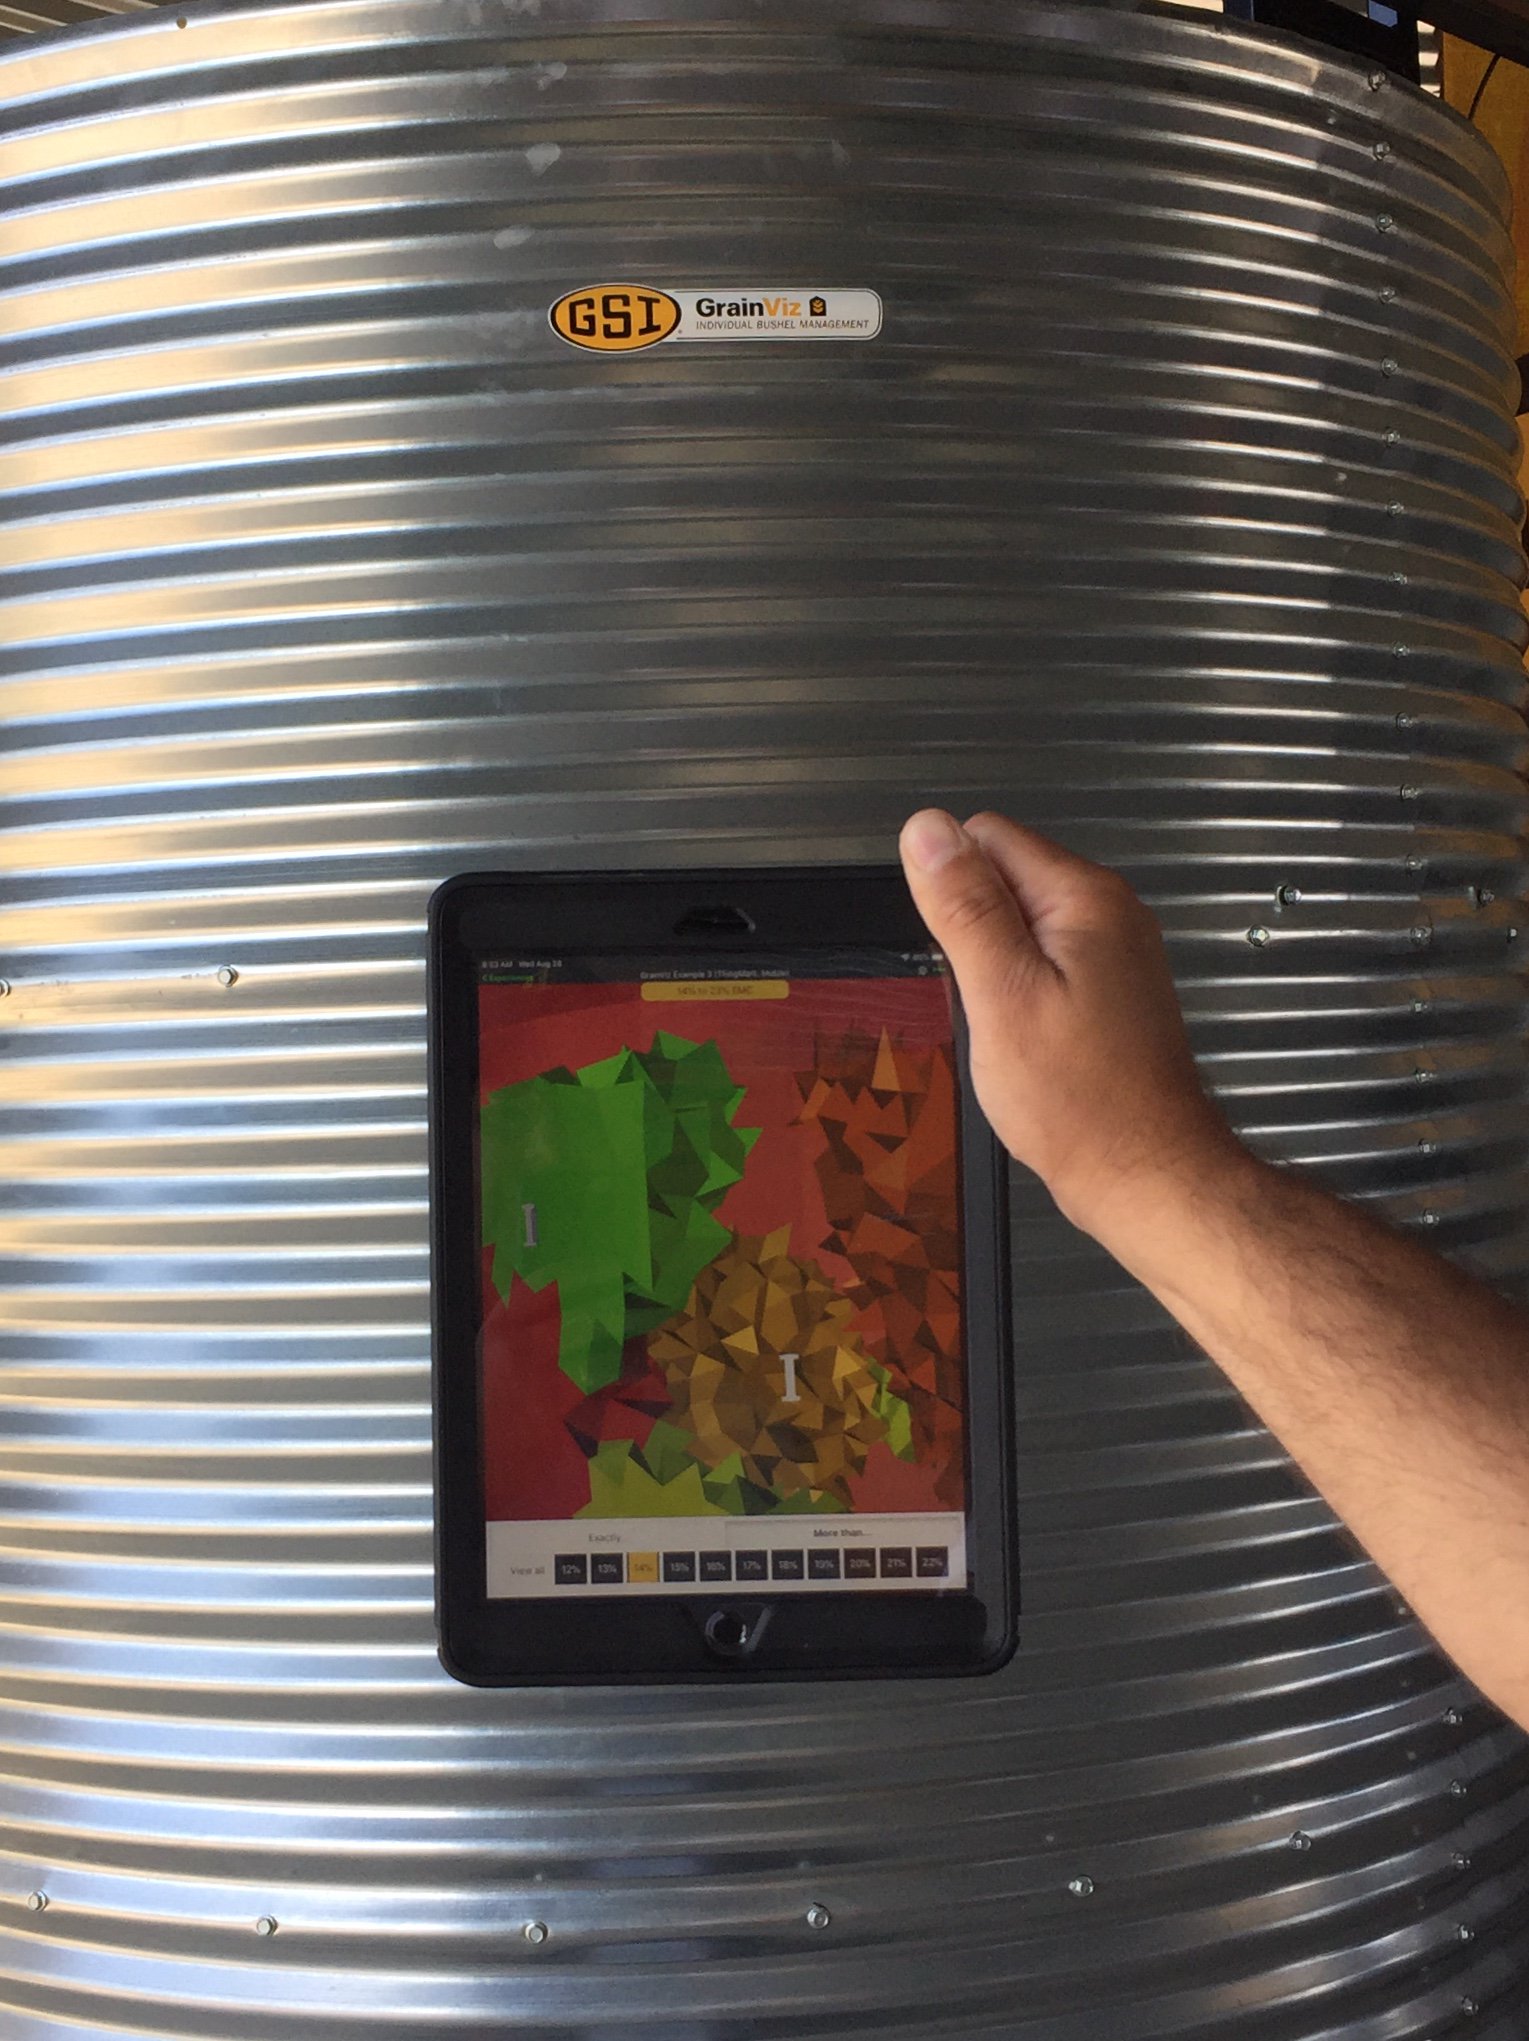 GSI GrainViz
INDIVIDUAL BUSHEL MANAGEMENT
8:53 AM Wed Aug 28
Experiences
GrainViz Example 3 (ThingMark, Mobile)
14% to 23% EMC
I
I
Exactly
More than...
View all 12% 13% 14% 15% 16% 17% 18% 19% 20% 21% 22%